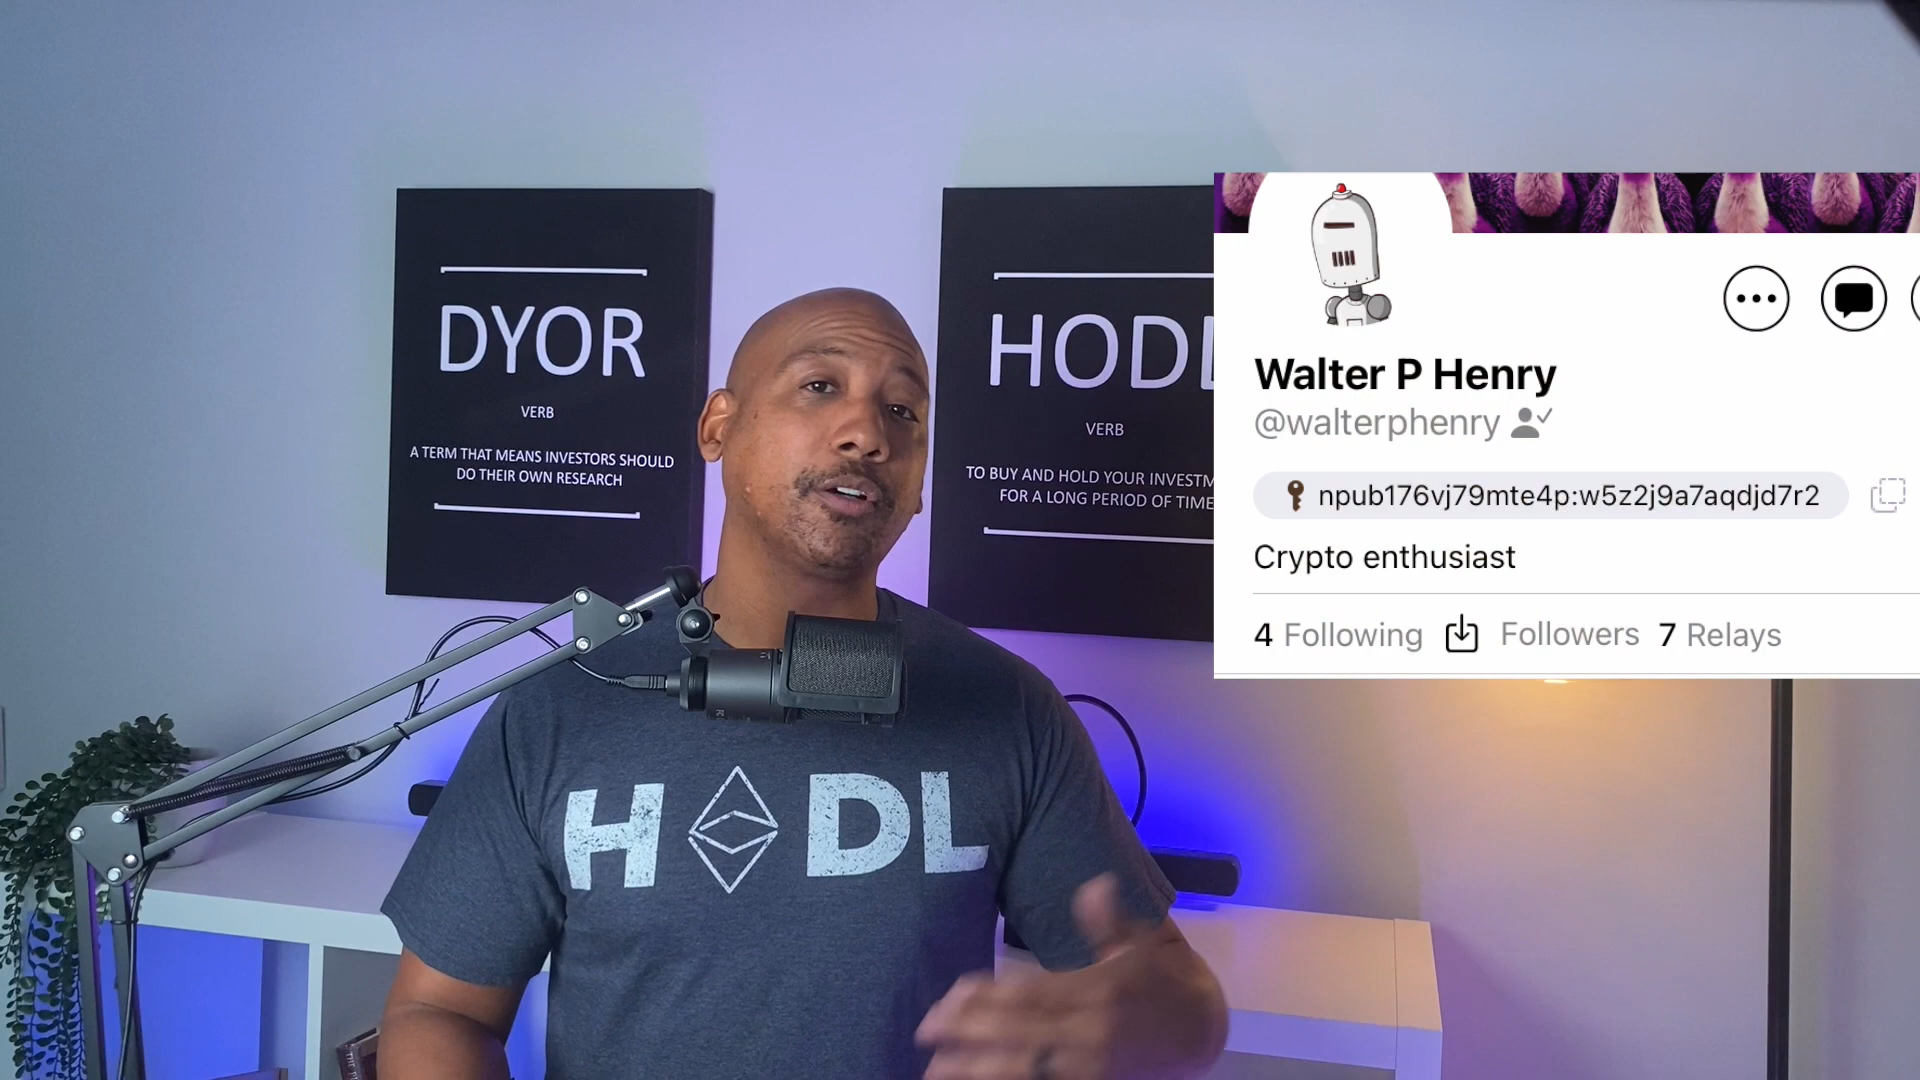 DYOR
VERB
A TERM THAT MEANS INVESTORS SHOULD
DO THEIR OWN RESEARCH
HODL
VERB
TO BUY AND HOLD YOUR INVESTM
FOR A LONG PERIOD OF TIME
H DL
Walter P Henry
@walterphenry
npub176vj79mte4p:w5z2j9a7aqdjd7r2
Crypto enthusiast
4 Following Followers 7 Relays